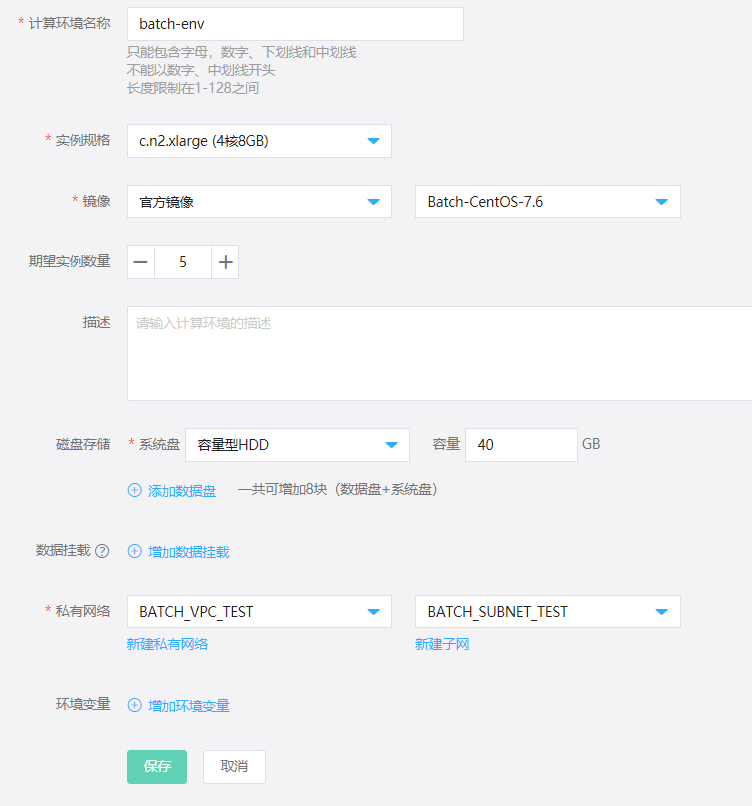 * 计算环境名称 batch-env
只能包含字母，数字、下划线和中划线
不能以数字、中划线开头
长度限制在1-128之间
* 实例规格 c.n2.xlarge (4核8GB)
* 镜像 官方镜像 Batch-CentOS-7.6
期望实例数量 — 5 +
描述 请输入计算环境的描述
磁盘存储 * 系统盘 容量型HDD 容量 40 GB
添加数据盘 一共可增加8块（数据盘+系统盘）
数据挂载 ? 增加数据挂载
* 私有网络 BATCH_VPC_TEST BATCH_SUBNET_TEST
新建私有网络 新建子网
环境变量 增加环境变量
保存 取消